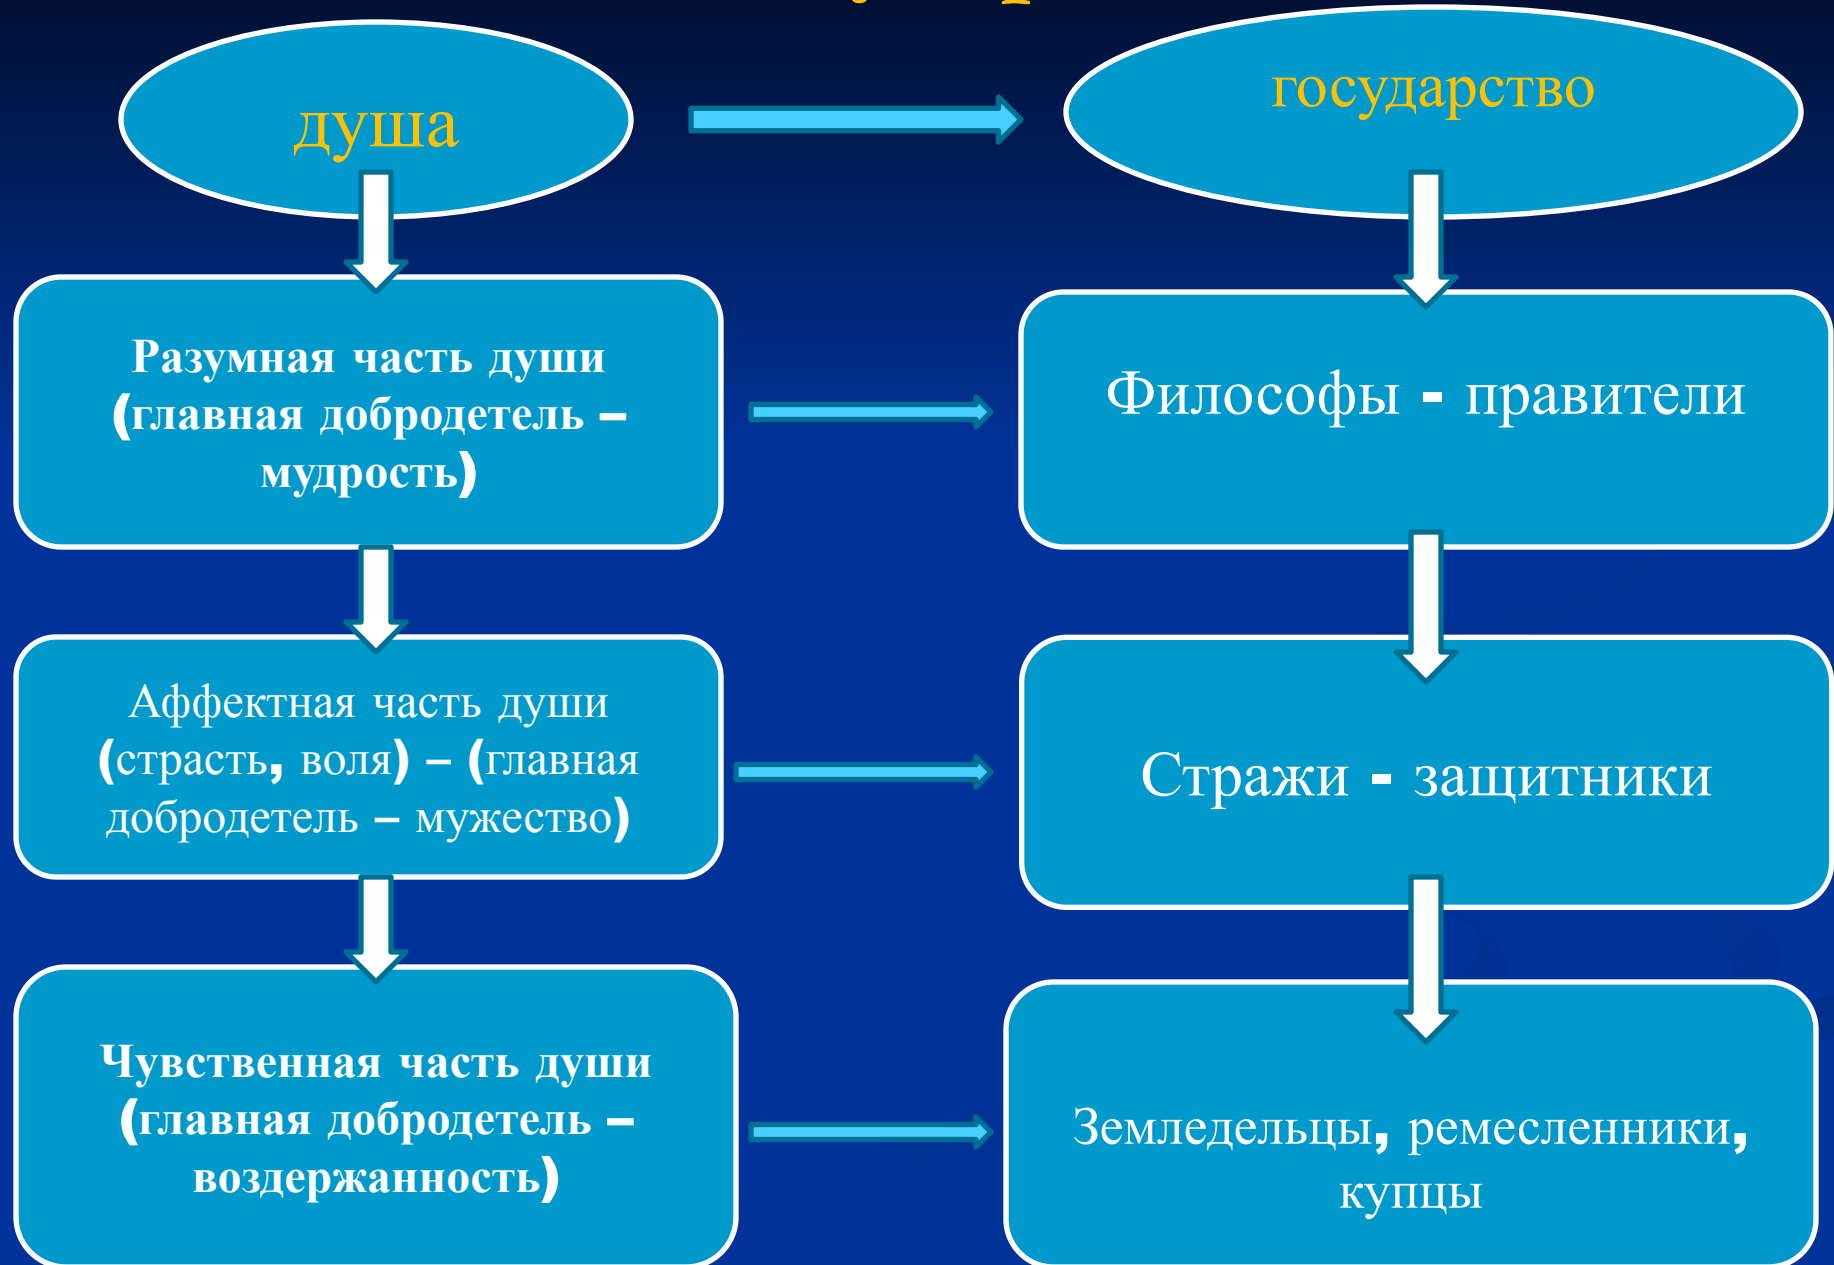 душа
государство
Разумная часть души
(главная добродетель –
мудрость)
Философы - правители
Аффектная часть души
(страсть, воля) – (главная
добродетель – мужество)
Стражи - защитники
Чувственная часть души
(главная добродетель –
воздержанность)
Земледельцы, ремесленники,
купцы